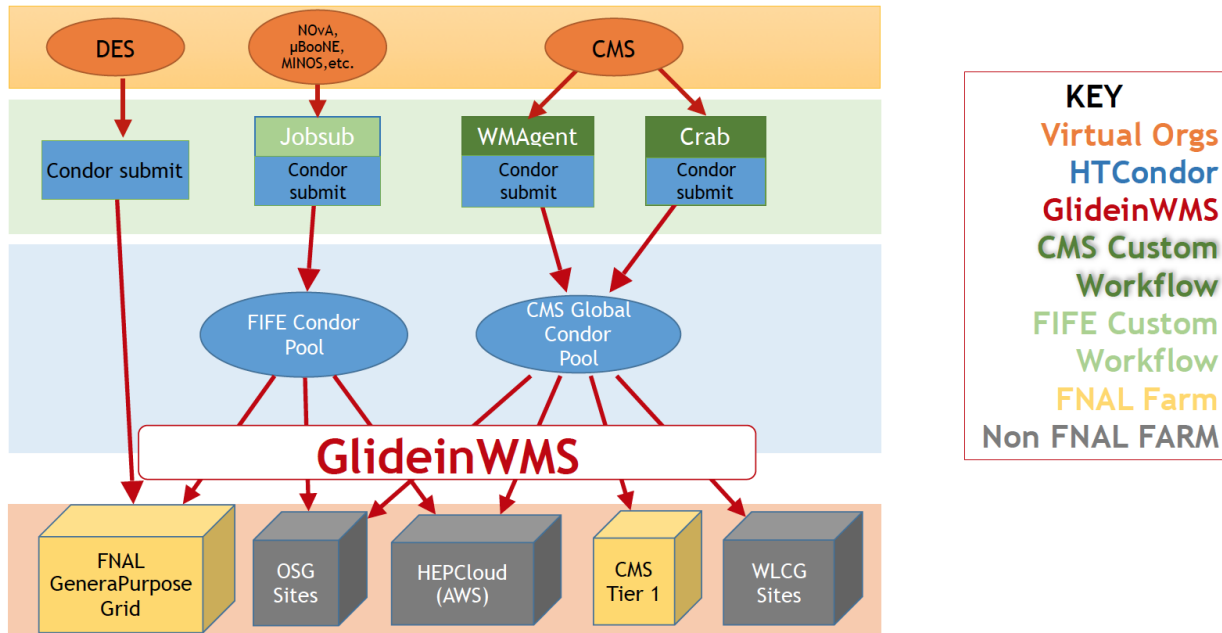 DES
NOvA,
µBooNE,
MINOS,etc.
CMS
KEY
Virtual Orgs
HTCondor
GlideinWMS
CMS Custom
Workflow
FIFE Custom
Workflow
FNAL Farm
Non FNAL FARM
Condor submit
Jobsub
Condor
submit
WMAgent
Condor
submit
Crab
Condor
submit
FIFE Condor
Pool
CMS Global
Condor
Pool
GlideinWMS
FNAL
GeneraPurpose
Grid
OSG
Sites
HEPCloud
(AWS)
CMS
Tier 1
WLCG
Sites